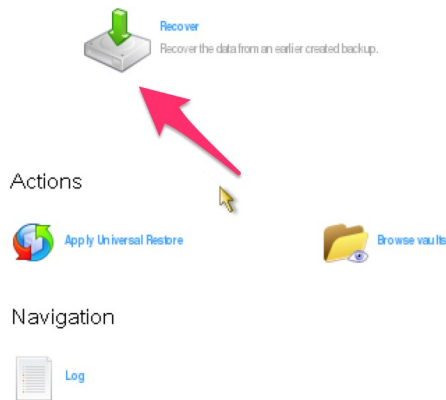 Recover
Recover the data from an earlier created backup.
Actions
Apply Universal Restore
Browse vaults
Navigation
Log